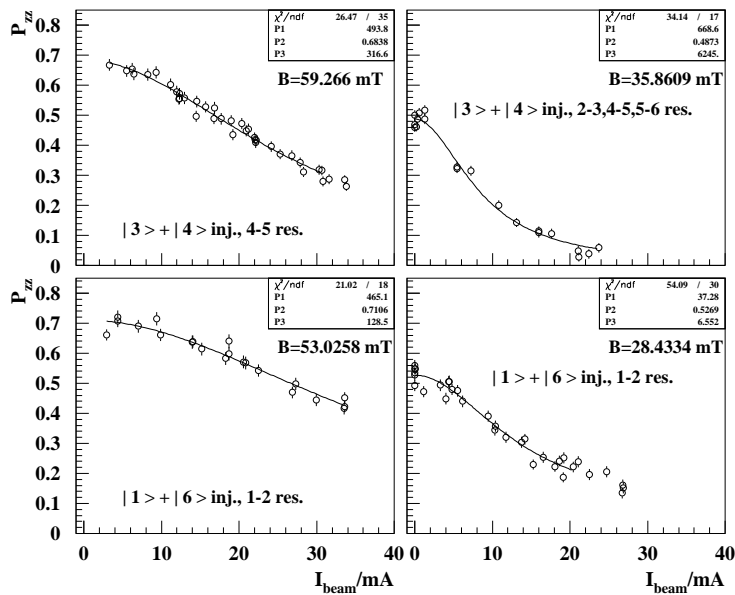 P_zz
0.8
0.7
0.6
0.5
0.4
0.3
0.2
0.1
0
χ²/ndf 26.47 / 35
P1 493.8
P2 0.6838
P3 316.6
B=59.266 mT
| 3 > + | 4 > inj., 4-5 res.
χ²/ndf 34.14 / 17
P1 668.6
P2 0.4873
P3 6245.
B=35.8609 mT
| 3 > + | 4 > inj., 2-3,4-5,5-6 res.
P_zz
0.8
0.7
0.6
0.5
0.4
0.3
0.2
0.1
0
χ²/ndf 21.02 / 18
P1 465.1
P2 0.7106
P3 128.5
B=53.0258 mT
| 1 > + | 6 > inj., 1-2 res.
χ²/ndf 54.09 / 30
P1 37.28
P2 0.5269
P3 6.552
B=28.4334 mT
| 1 > + | 6 > inj., 1-2 res.
0 10 20 30 40
I_beam/mA
0 10 20 30 40
I_beam/mA